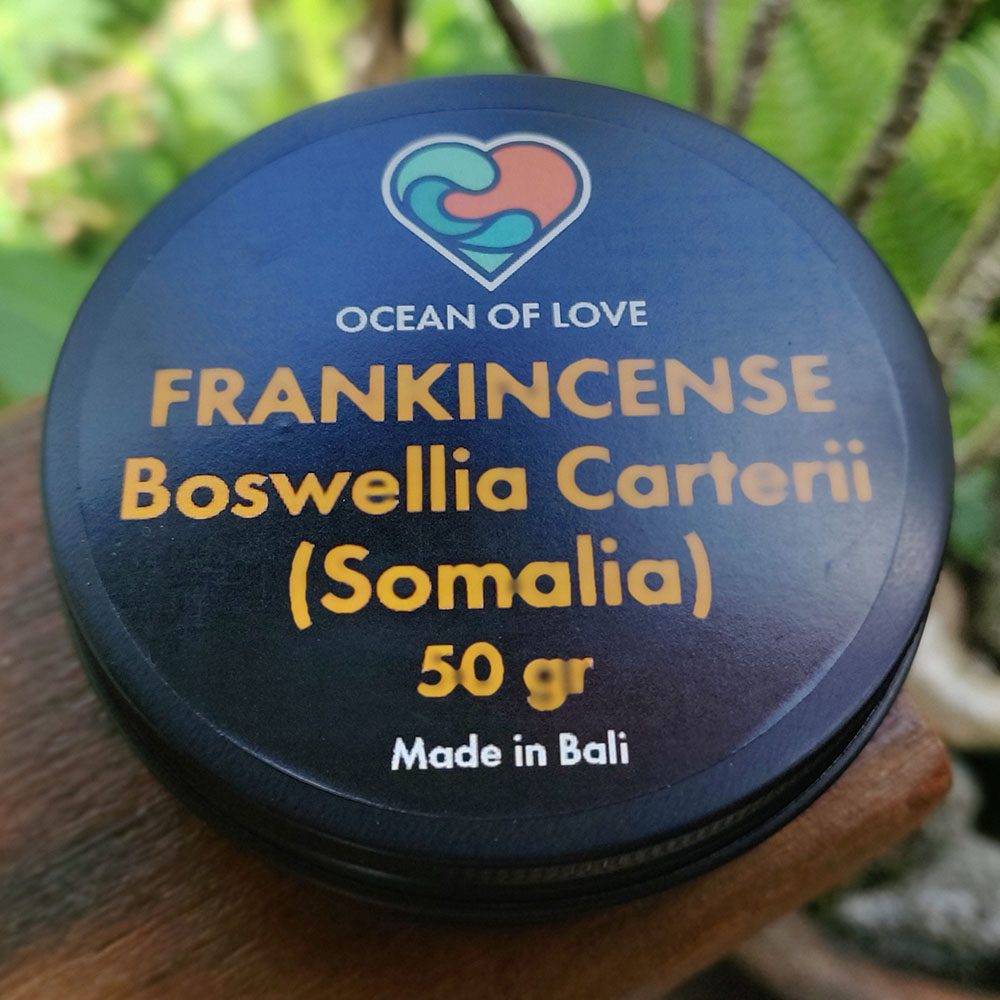 OCEAN OF LOVE
FRANKINCENSE
Boswellia Carterii
(Somalia)
50 gr
Made in Bali